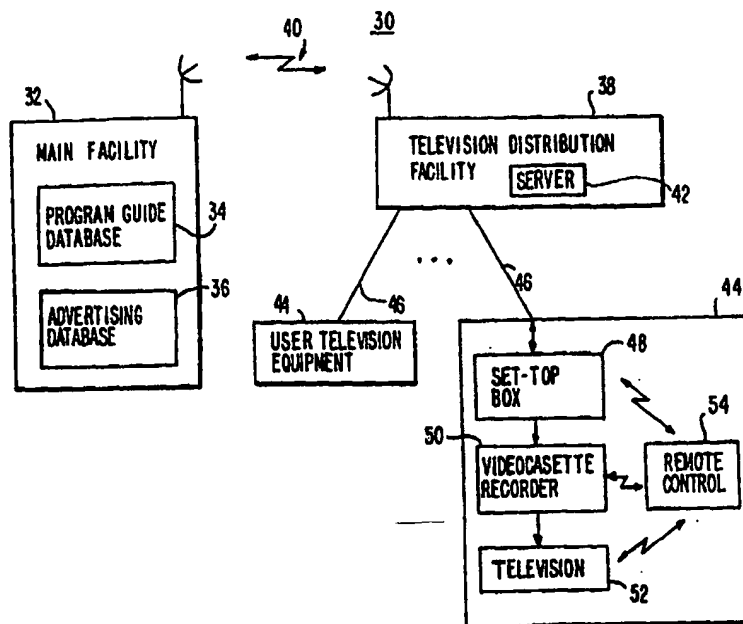 40
30
32
38
MAIN FACILITY
PROGRAM GUIDE
DATABASE
34
36
ADVERTISING
DATABASE
TELEVISION DISTRIBUTION
FACILITY
SERVER
42
46
46
44
USER TELEVISION
EQUIPMENT
44
48
SET-TOP
BOX
50
VIDEOCASETTE
RECORDER
54
REMOTE
CONTROL
TELEVISION
52